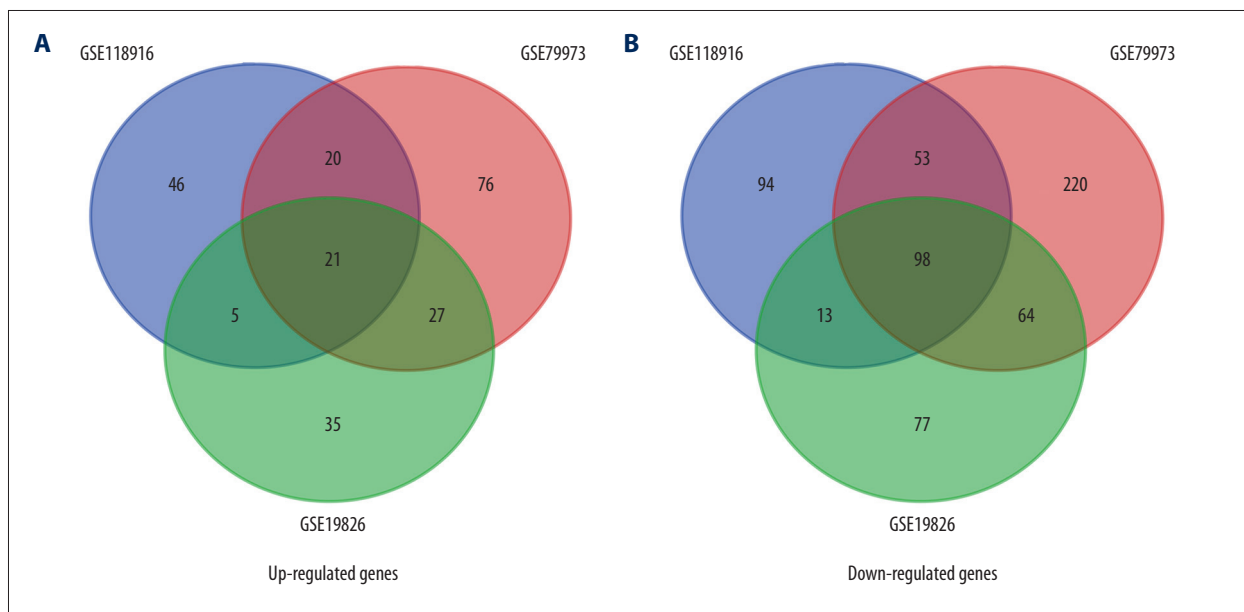 A
GSE118916
GSE79973
46
20
76
21
5
27
35
GSE19826
Up-regulated genes
B
GSE118916
GSE79973
94
53
220
98
13
64
77
GSE19826
Down-regulated genes